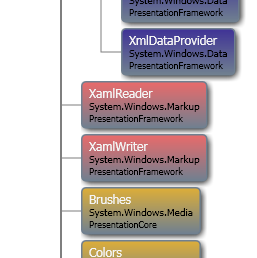 System.Windows.Data
PresentationFramework
XmlDataProvider
System.Windows.Data
PresentationFramework
XamlReader
System.Windows.Markup
PresentationFramework
XamlWriter
System.Windows.Markup
PresentationFramework
Brushes
System.Windows.Media
PresentationCore
Colors